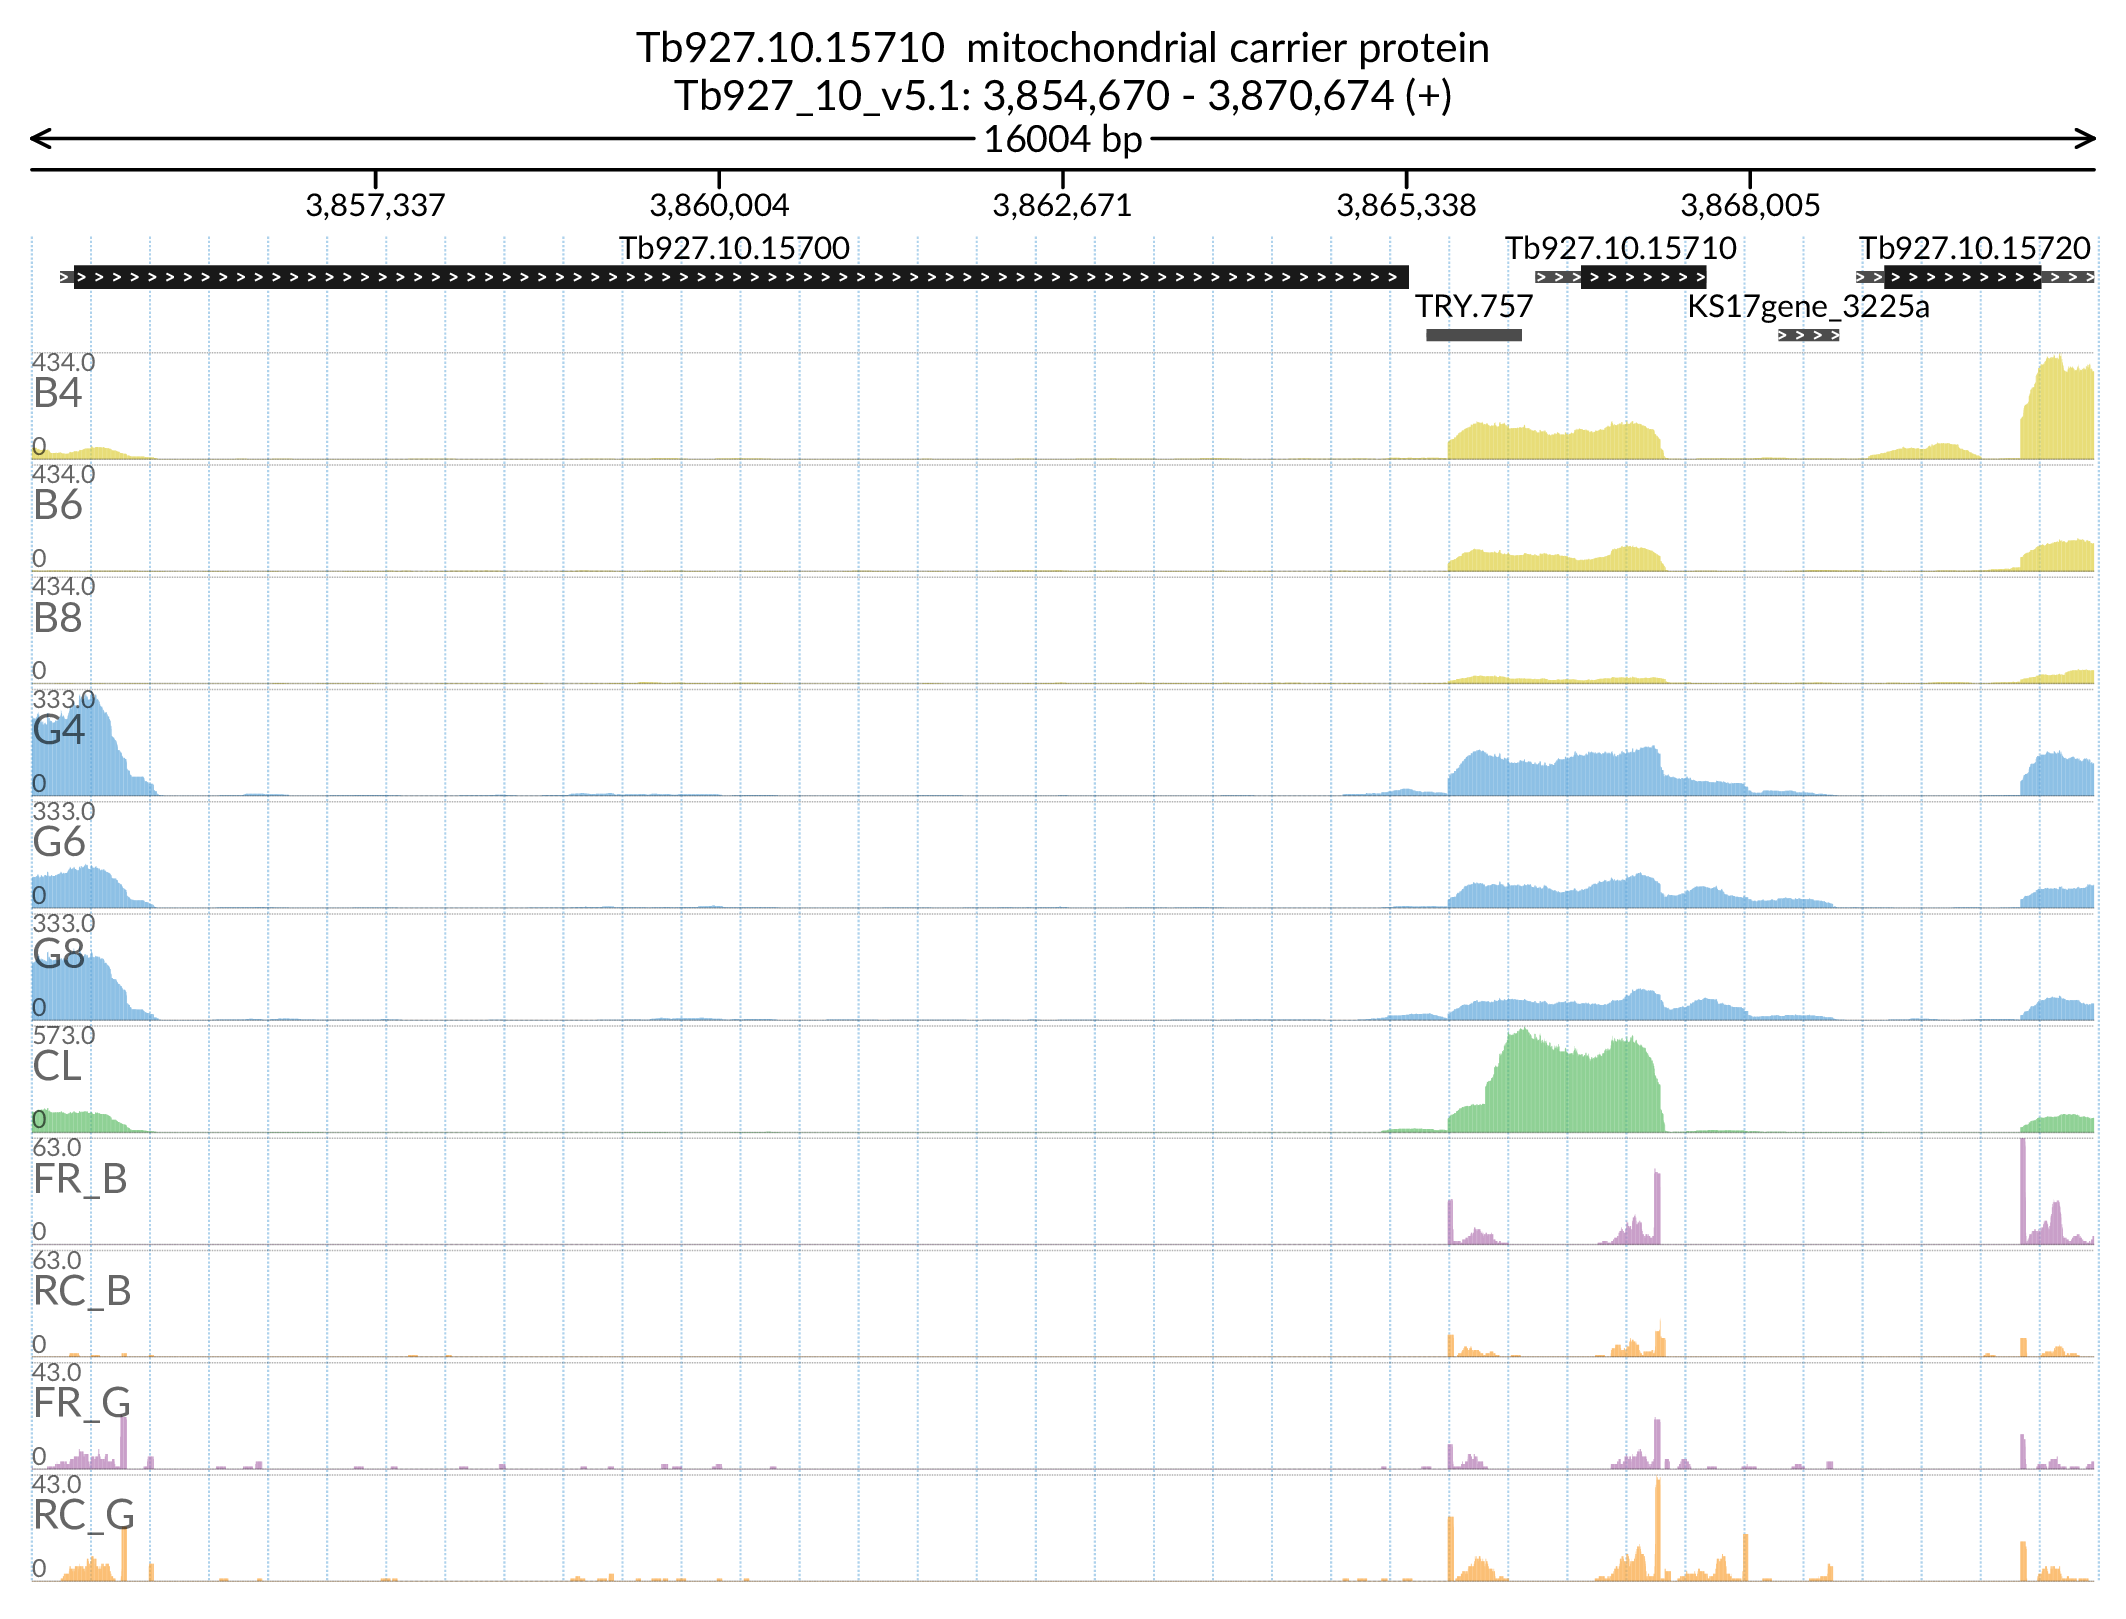 Tb927.10.15710  mitochondrial carrier protein
Tb927_10_v5.1: 3,854,670 - 3,870,674 (+)
16004 bp
3,857,337 3,860,004 3,862,671 3,865,338 3,868,005
Tb927.10.15700 Tb927.10.15710 Tb927.10.15720
TRY.757 KS17gene_3225a
434.0
B4
0
434.0
B6
0
434.0
B8
0
333.0
G4
0
333.0
G6
0
333.0
G8
0
573.0
CL
0
63.0
FR_B
0
63.0
RC_B
0
43.0
FR_G
0
43.0
RC_G
0